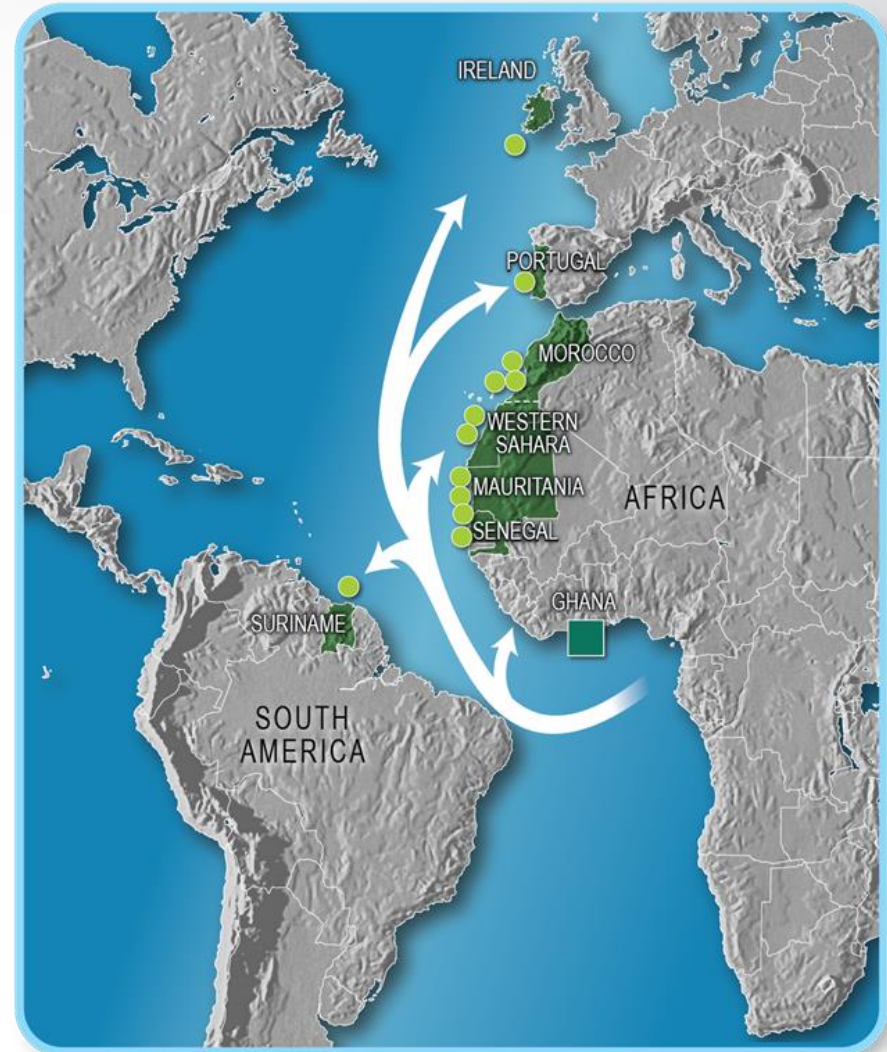 IRELAND
PORTUGAL
MOROCCO
WESTERN
SAHARA
MAURITANIA
AFRICA
SENEGAL
GHANA
SURINAME
SOUTH
AMERICA